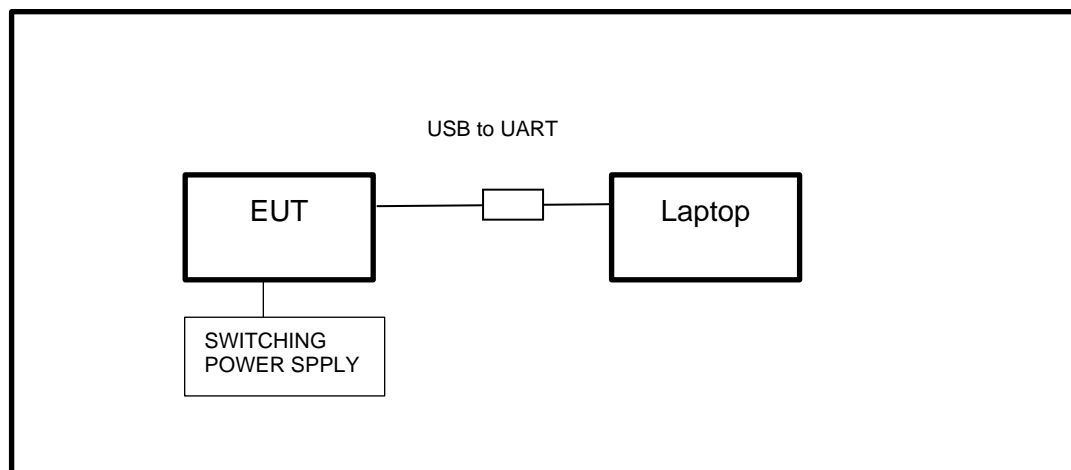 USB to UART
EUT
Laptop
SWITCHING
POWER SPPLY